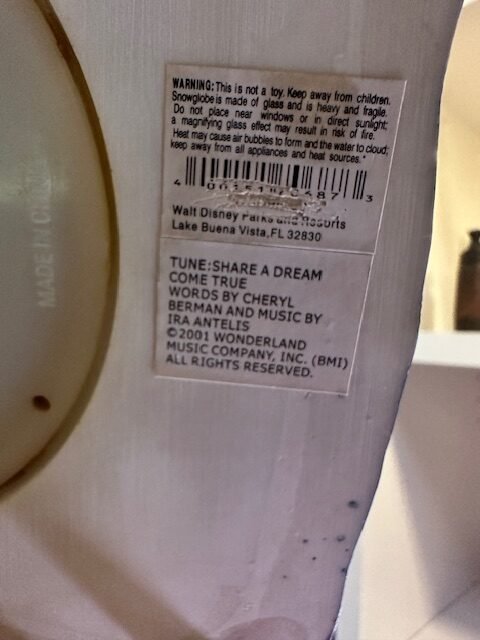 WARNING: This is not a toy. Keep away from children.
Snowglobe is made of glass and is heavy and fragile.
Do not place near windows or in direct sunlight;
a magnifying glass effect may result in risk of fire.
Heat may cause air bubbles to form and the water to cloud;
keep away from all appliances and heat sources.*
4 3
Walt Disney Parks and Resorts
Lake Buena Vista, FL 32830
TUNE:SHARE A DREAM
COME TRUE
WORDS BY CHERYL
BERMAN AND MUSIC BY
IRA ANTELIS
©2001 WONDERLAND
MUSIC COMPANY, INC. (BMI)
ALL RIGHTS RESERVED.
MADE